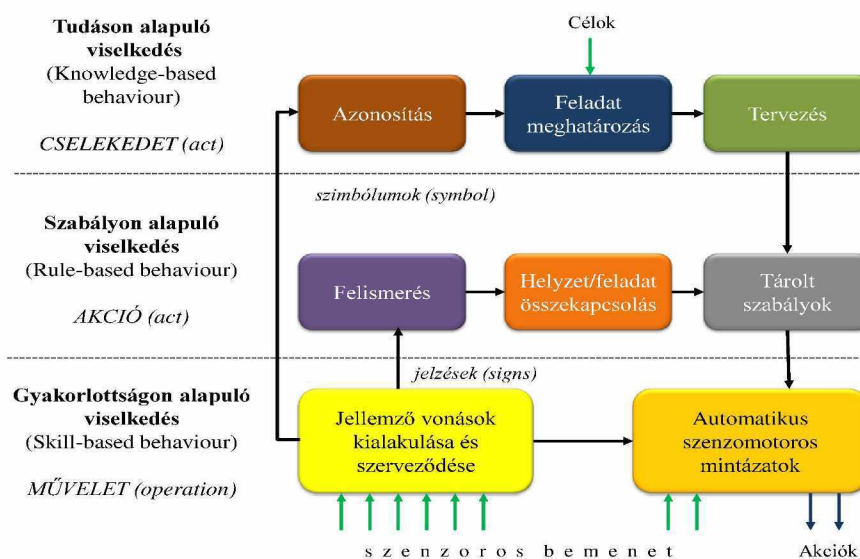 Tudáson alapuló
viselkedés
(Knowledge-based
behaviour)
CSELEKEDET (act)
Célok
Azonosítás
Feladat
meghatározás
Tervezés
szimbólumok (symbol)
Szabályon alapuló
viselkedés
(Rule-based behaviour)
AKCIÓ (act)
Felismerés
Helyzet/feladat
összekapcsolás
Tárolt
szabályok
jelzések (signs)
Gyakorlottságon alapuló
viselkedés
(Skill-based behaviour)
MŰVELET (operation)
Jellemző vonások
kialakulása és
szerveződése
Automatikus
szenzomotoros
mintázatok
szenzoros bemenet
Akciók